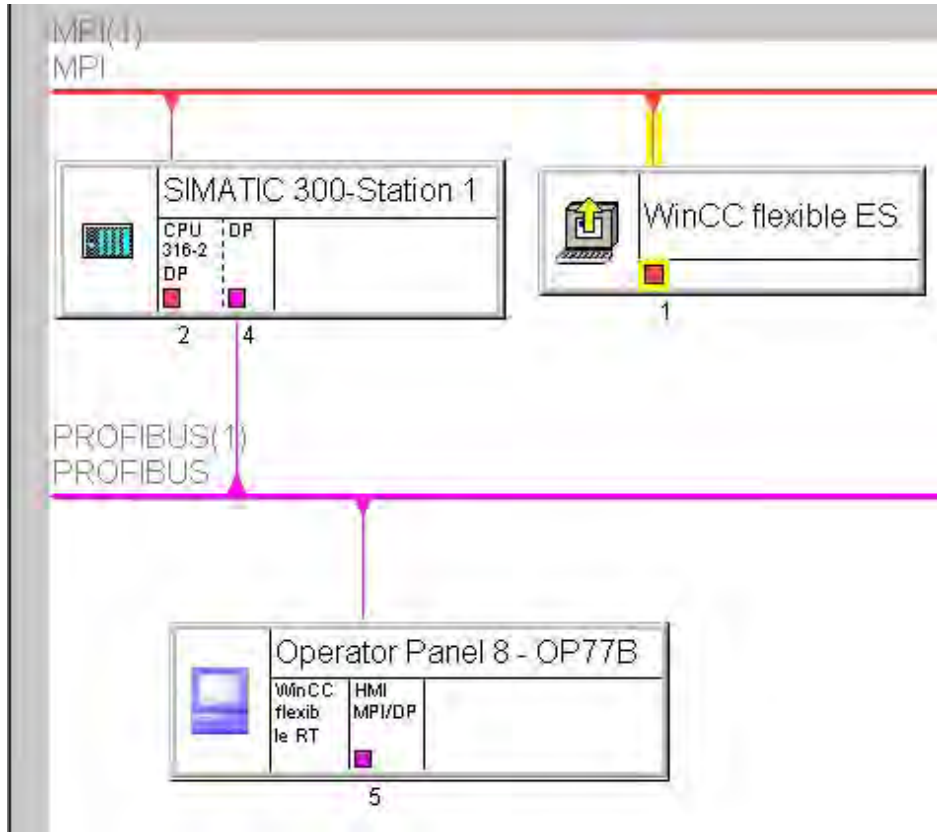 MPI(1)
MPI
SIMATIC 300-Station 1
CPU
316-2
DP
DP
2
4
WinCC flexible ES
1
PROFIBUS(1)
PROFIBUS
Operator Panel 8 - OP77B
WinCC
flexib
le RT
HMI
MPI/DP
5